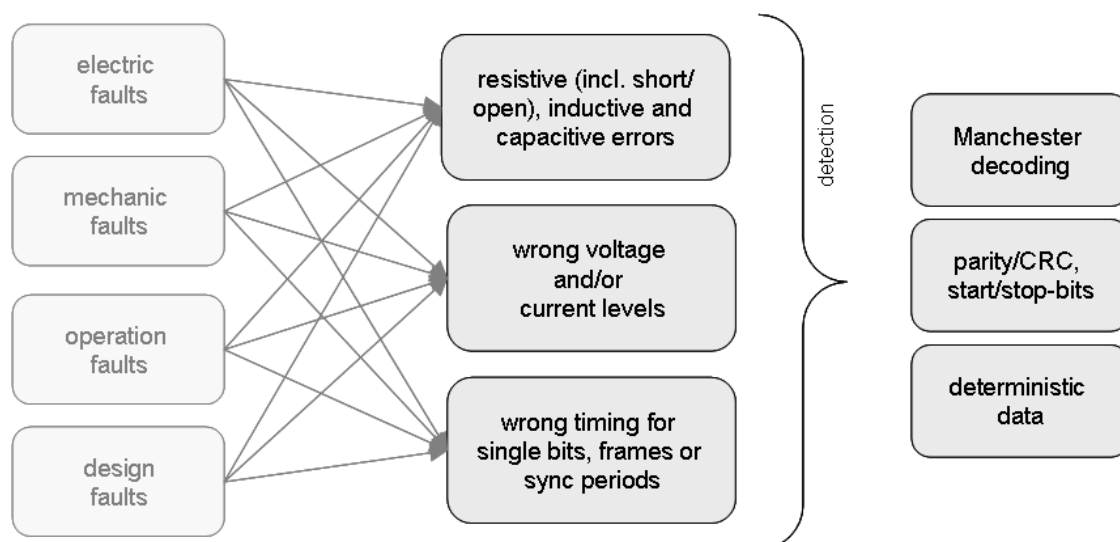 electric
faults
mechanic
faults
operation
faults
design
faults
resistive (incl. short/
open), inductive and
capacitive errors
wrong voltage
and/or
current levels
wrong timing for
single bits, frames or
sync periods
detection
Manchester
decoding
parity/CRC,
start/stop-bits
deterministic
data